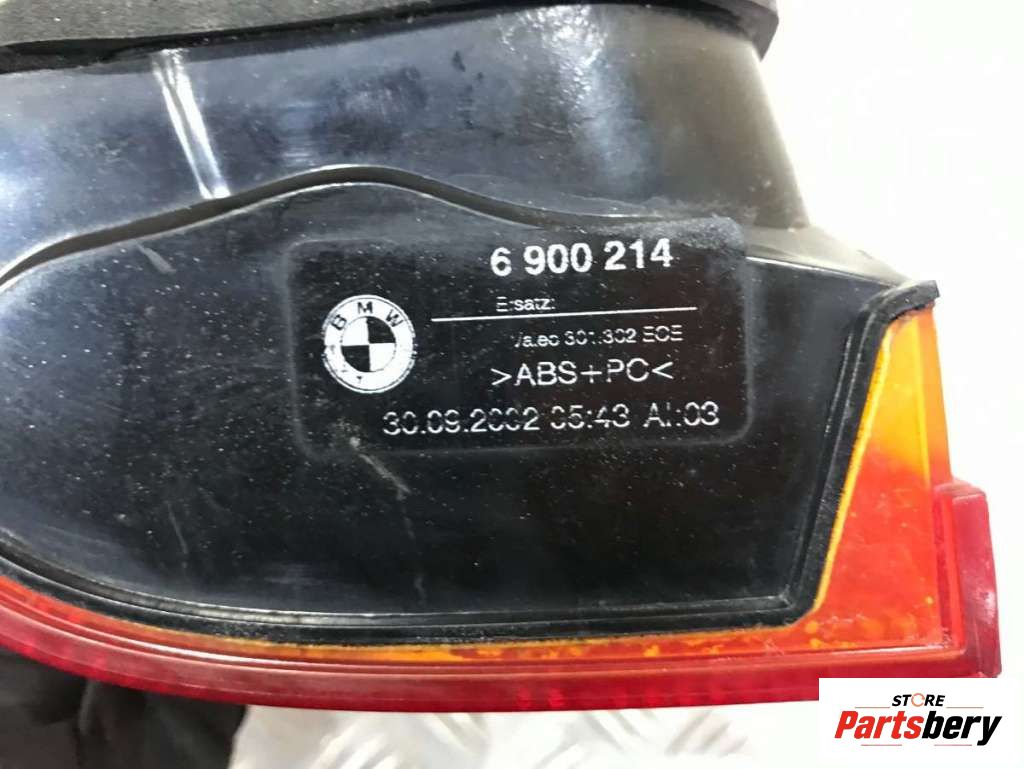 6 900 214
BMW
Ersatz:
301.302 ECE
>ABS+PC<
30.09.2002 05:43 AI:03
STORE
Partsbery